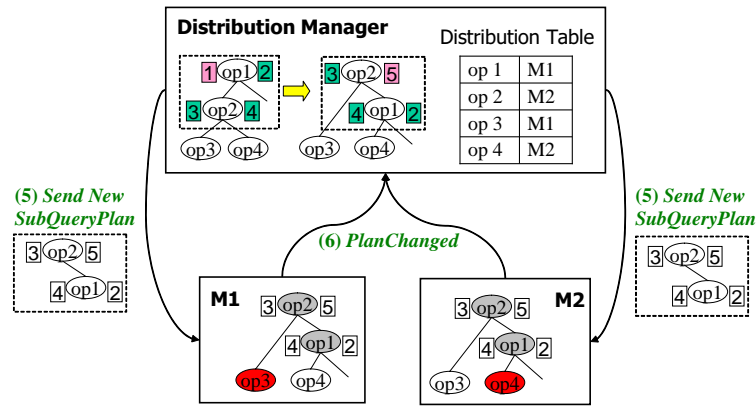 Distribution Manager
Distribution Table
1 op1 2
3 op2 4
op3 op4
3 op2 5
4 op1 2
op3 op4
op 1 M1
op 2 M2
op 3 M1
op 4 M2
(5) Send New
SubQueryPlan
3 op2 5
4 op1 2
(6) PlanChanged
(5) Send New
SubQueryPlan
3 op2 5
4 op1 2
M1
3 op2 5
4 op1 2
op3 op4
M2
3 op2 5
4 op1 2
op3 op4